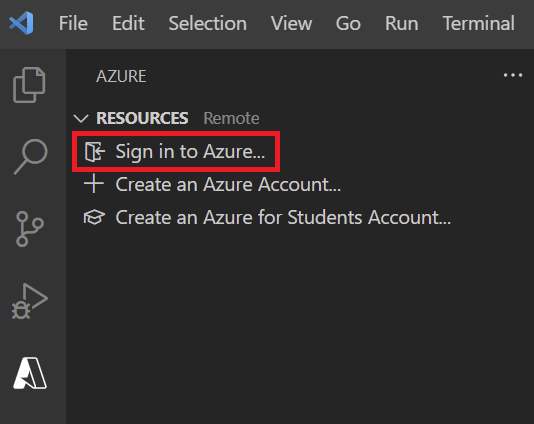 File Edit Selection View Go Run Terminal
AZURE
RESOURCES Remote
Sign in to Azure...
Create an Azure Account...
Create an Azure for Students Account...